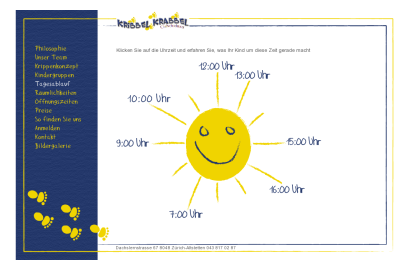 KRIBBEL KRABBEL
Klicken Sie auf die Uhrzeit und erfahren Sie, was Ihr Kind um diese Zeit gerade macht
Philosophie
Unser Team
Krippenkonzept
Kindergruppen
Tagesablauf
Räumlichkeiten
Öffnungszeiten
Preise
So finden Sie uns
Anmelden
Kontakt
Bildergalerie
12:00 Uhr
13:00 Uhr
10:00 Uhr
9:00 Uhr
15:00 Uhr
16:00 Uhr
7:00 Uhr
Dachslernstrasse 67 8048 Zürich-Altstetten 043 817 02 67